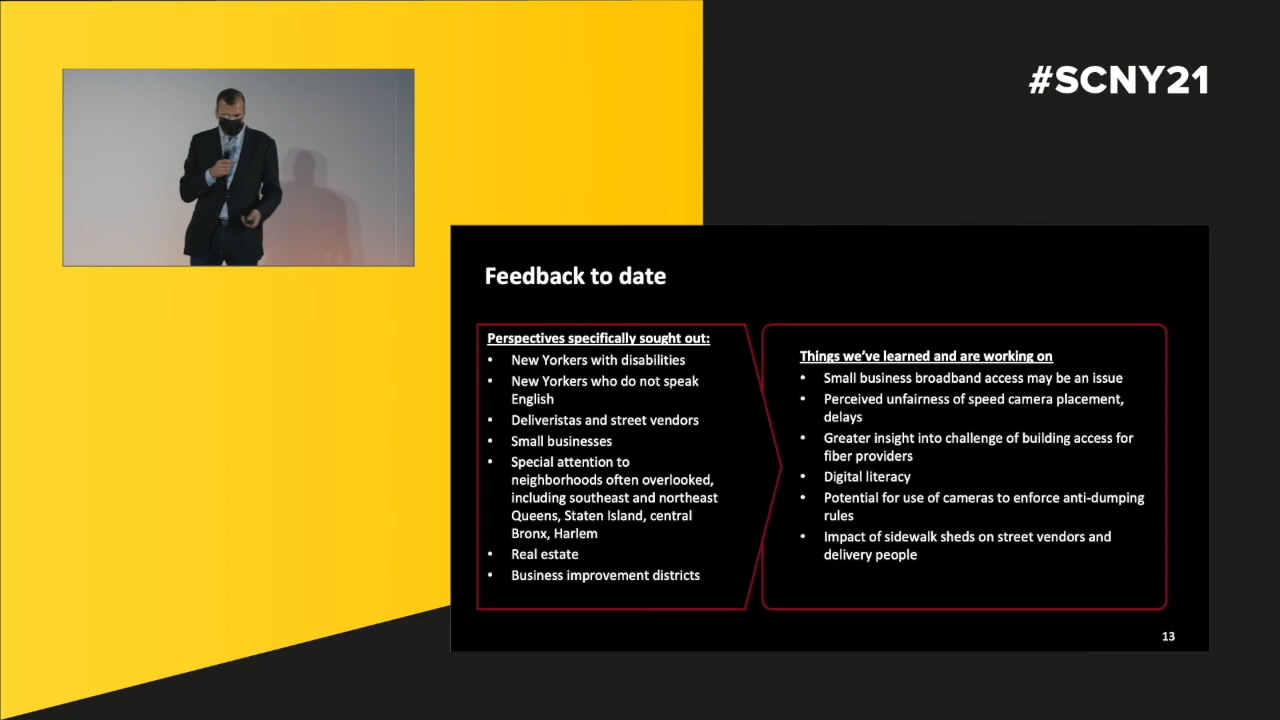 #SCNY21
Feedback to date
Perspectives specifically sought out:
• New Yorkers with disabilities
• New Yorkers who do not speak
English
• Deliveristas and street vendors
• Small businesses
• Special attention to
neighborhoods often overlooked,
including southeast and northeast
Queens, Staten Island, central
Bronx, Harlem
• Real estate
• Business improvement districts
Things we've learned and are working on
• Small business broadband access may be an issue
• Perceived unfairness of speed camera placement,
delays
• Greater insight into challenge of building access for
fiber providers
• Digital literacy
• Potential for use of cameras to enforce anti-dumping
rules
• Impact of sidewalk sheds on street vendors and
delivery people
13